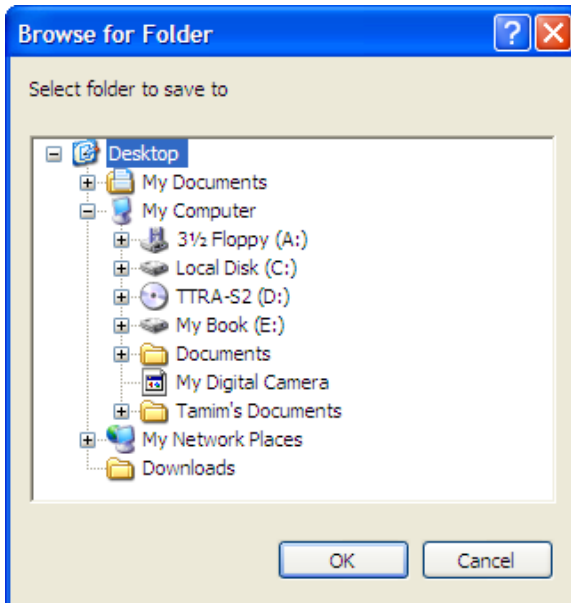 Browse for Folder
Select folder to save to
Desktop
My Documents
My Computer
3½ Floppy (A:)
Local Disk (C:)
TTRA-S2 (D:)
My Book (E:)
Documents
My Digital Camera
Tamim's Documents
My Network Places
Downloads
OK Cancel